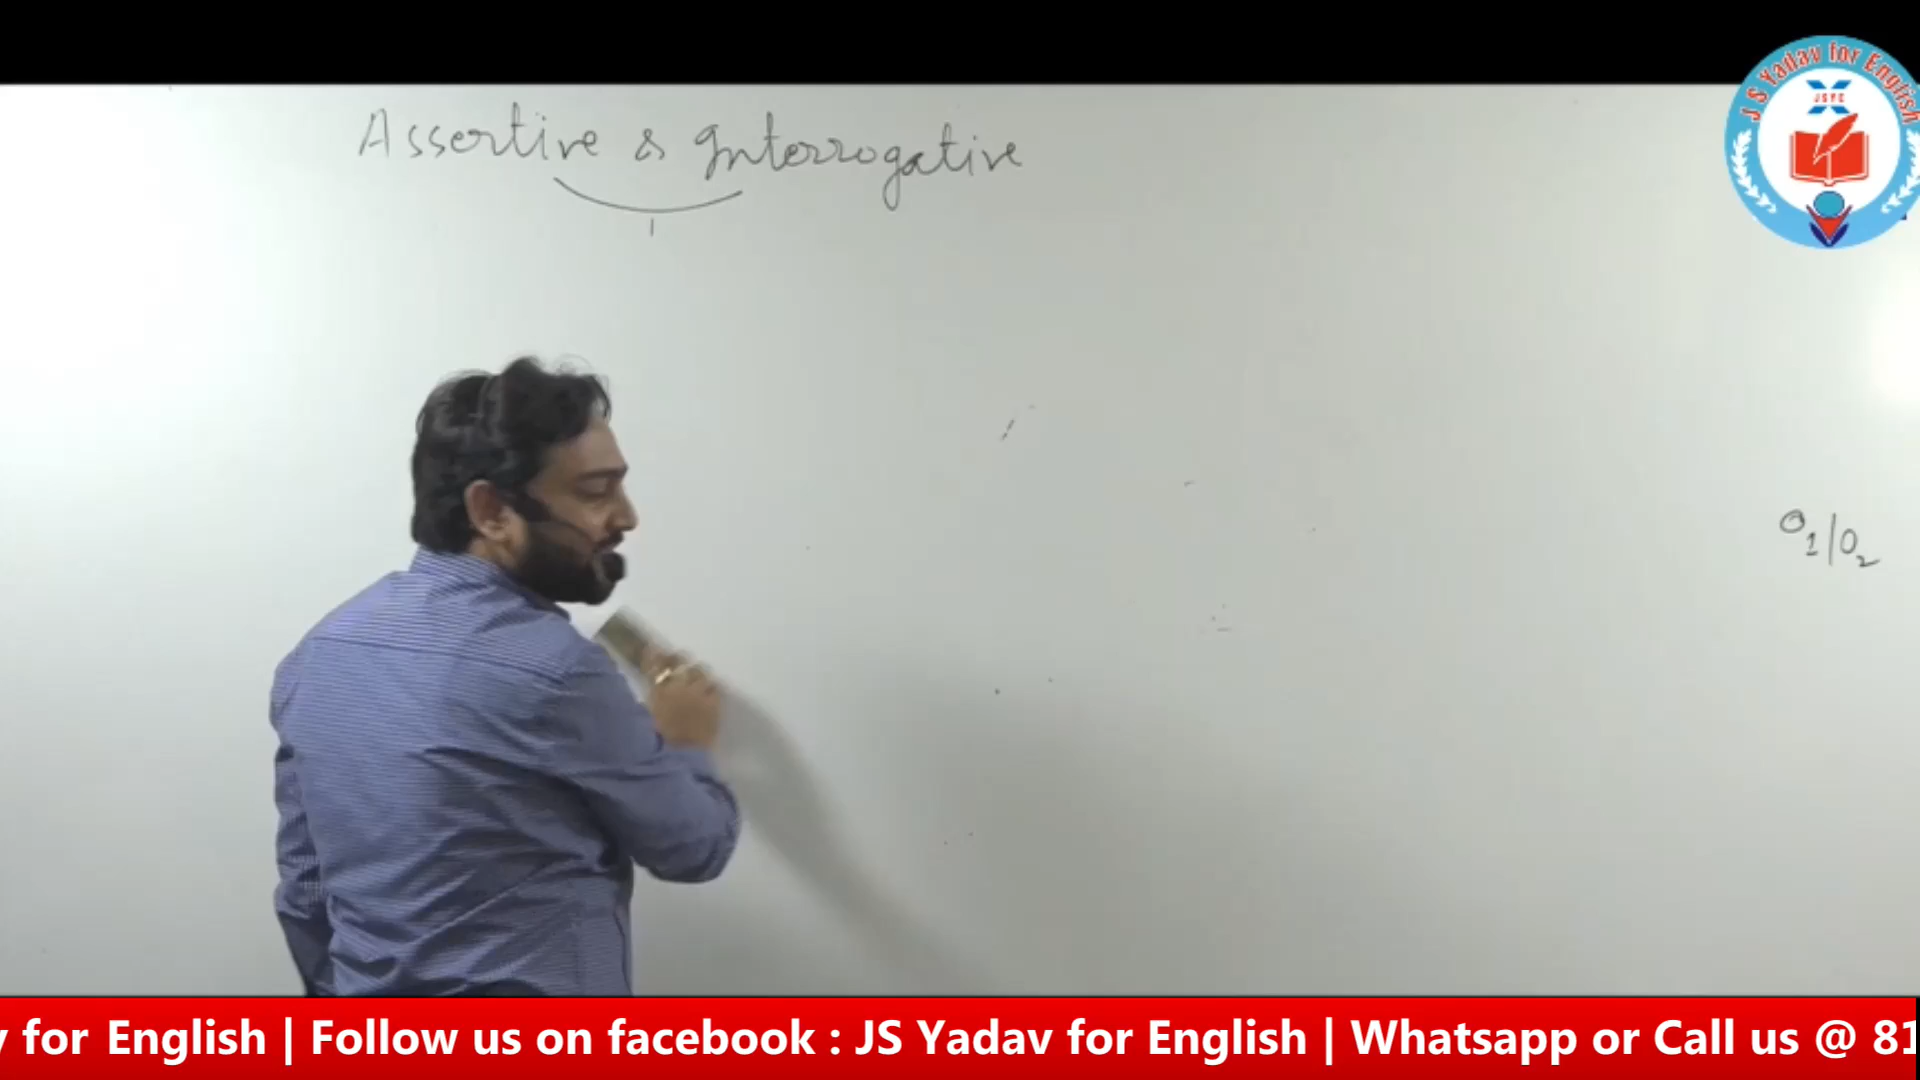 Assertive & Interrogative
J S Yadav for English
JSYE
O1/O2
y for English | Follow us on facebook : JS Yadav for English | Whatsapp or Call us @ 81